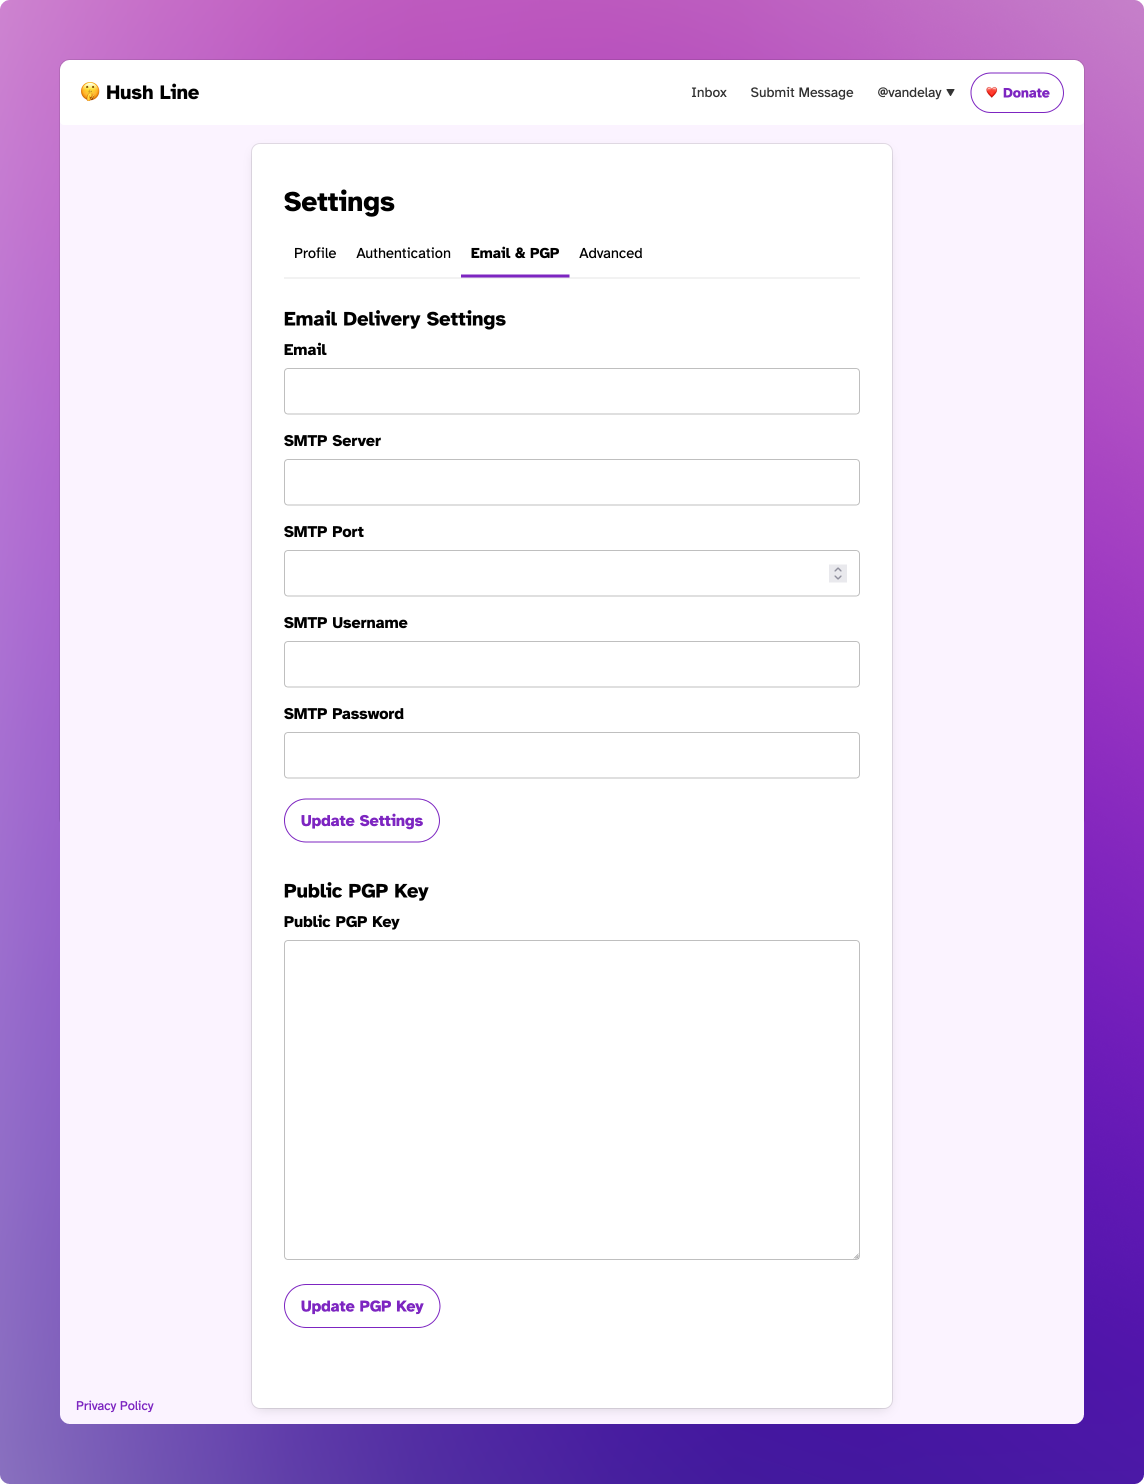 🤫 Hush Line
Inbox Submit Message @vandelay ▼ ❤️ Donate
Settings
Profile Authentication Email & PGP Advanced
Email Delivery Settings
Email
SMTP Server
SMTP Port
SMTP Username
SMTP Password
Update Settings
Public PGP Key
Public PGP Key
Update PGP Key
Privacy Policy